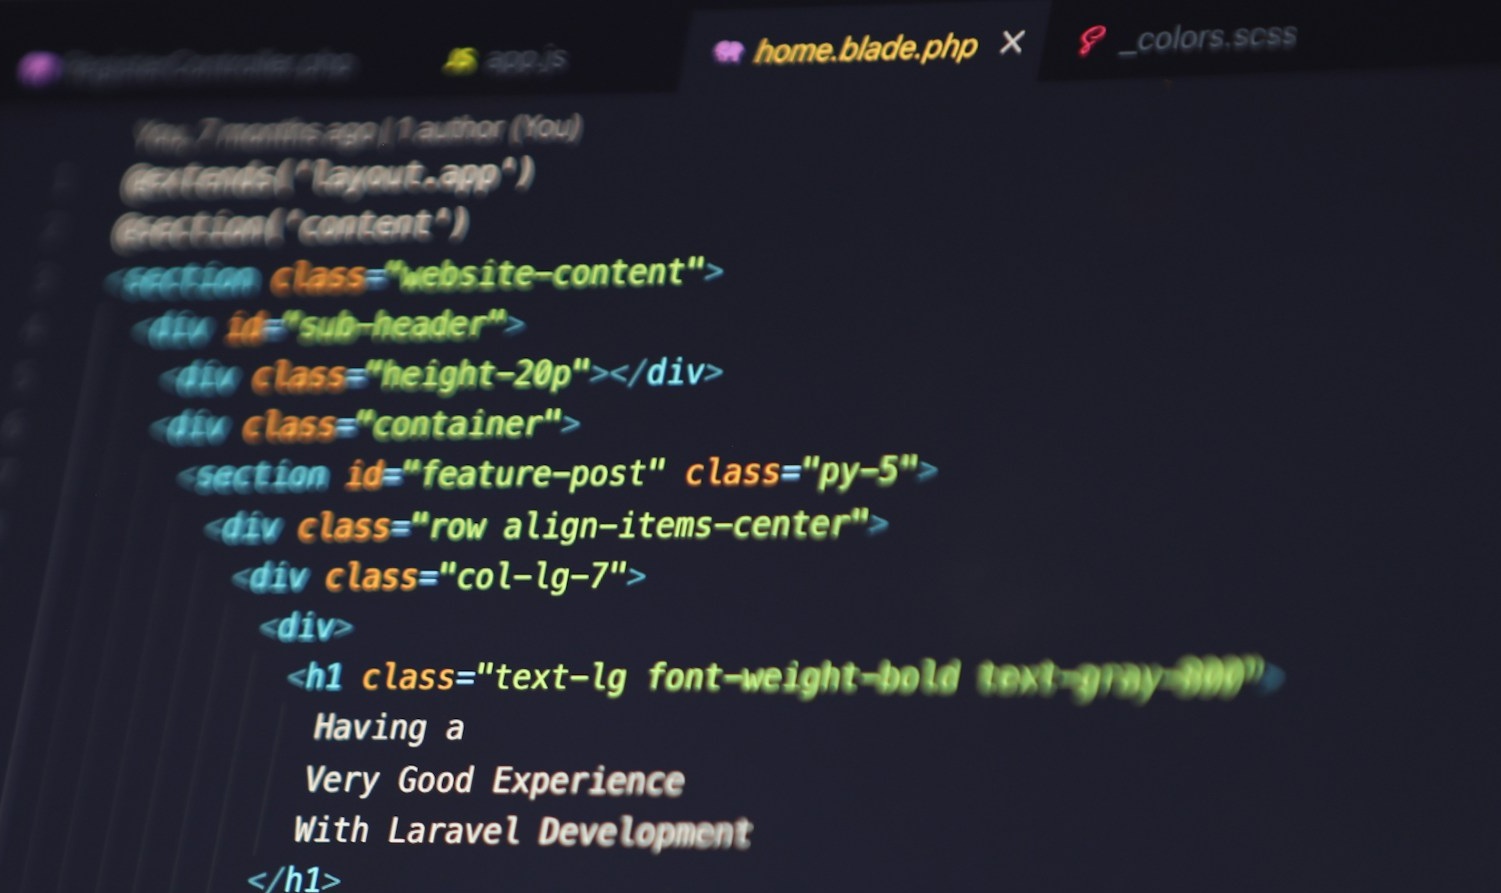 app.js home.blade.php _colors.scss
You, 7 months ago | 1 author (You)
@extends('layout.app')
@section('content')
<section class="website-content">
<div id="sub-header">
<div class="height-20p"></div>
<div class="container">
<section id="feature-post" class="py-5">
<div class="row align-items-center">
<div class="col-lg-7">
<div>
<h1 class="text-lg font-weight-bold text-gray-800">
Having a
Very Good Experience
With Laravel Development
</h1>